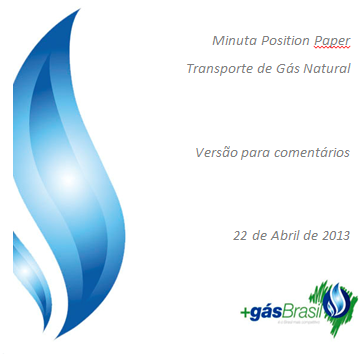 Minuta Position Paper
Transporte de Gás Natural
Versão para comentários
22 de Abril de 2013
+gásBrasil